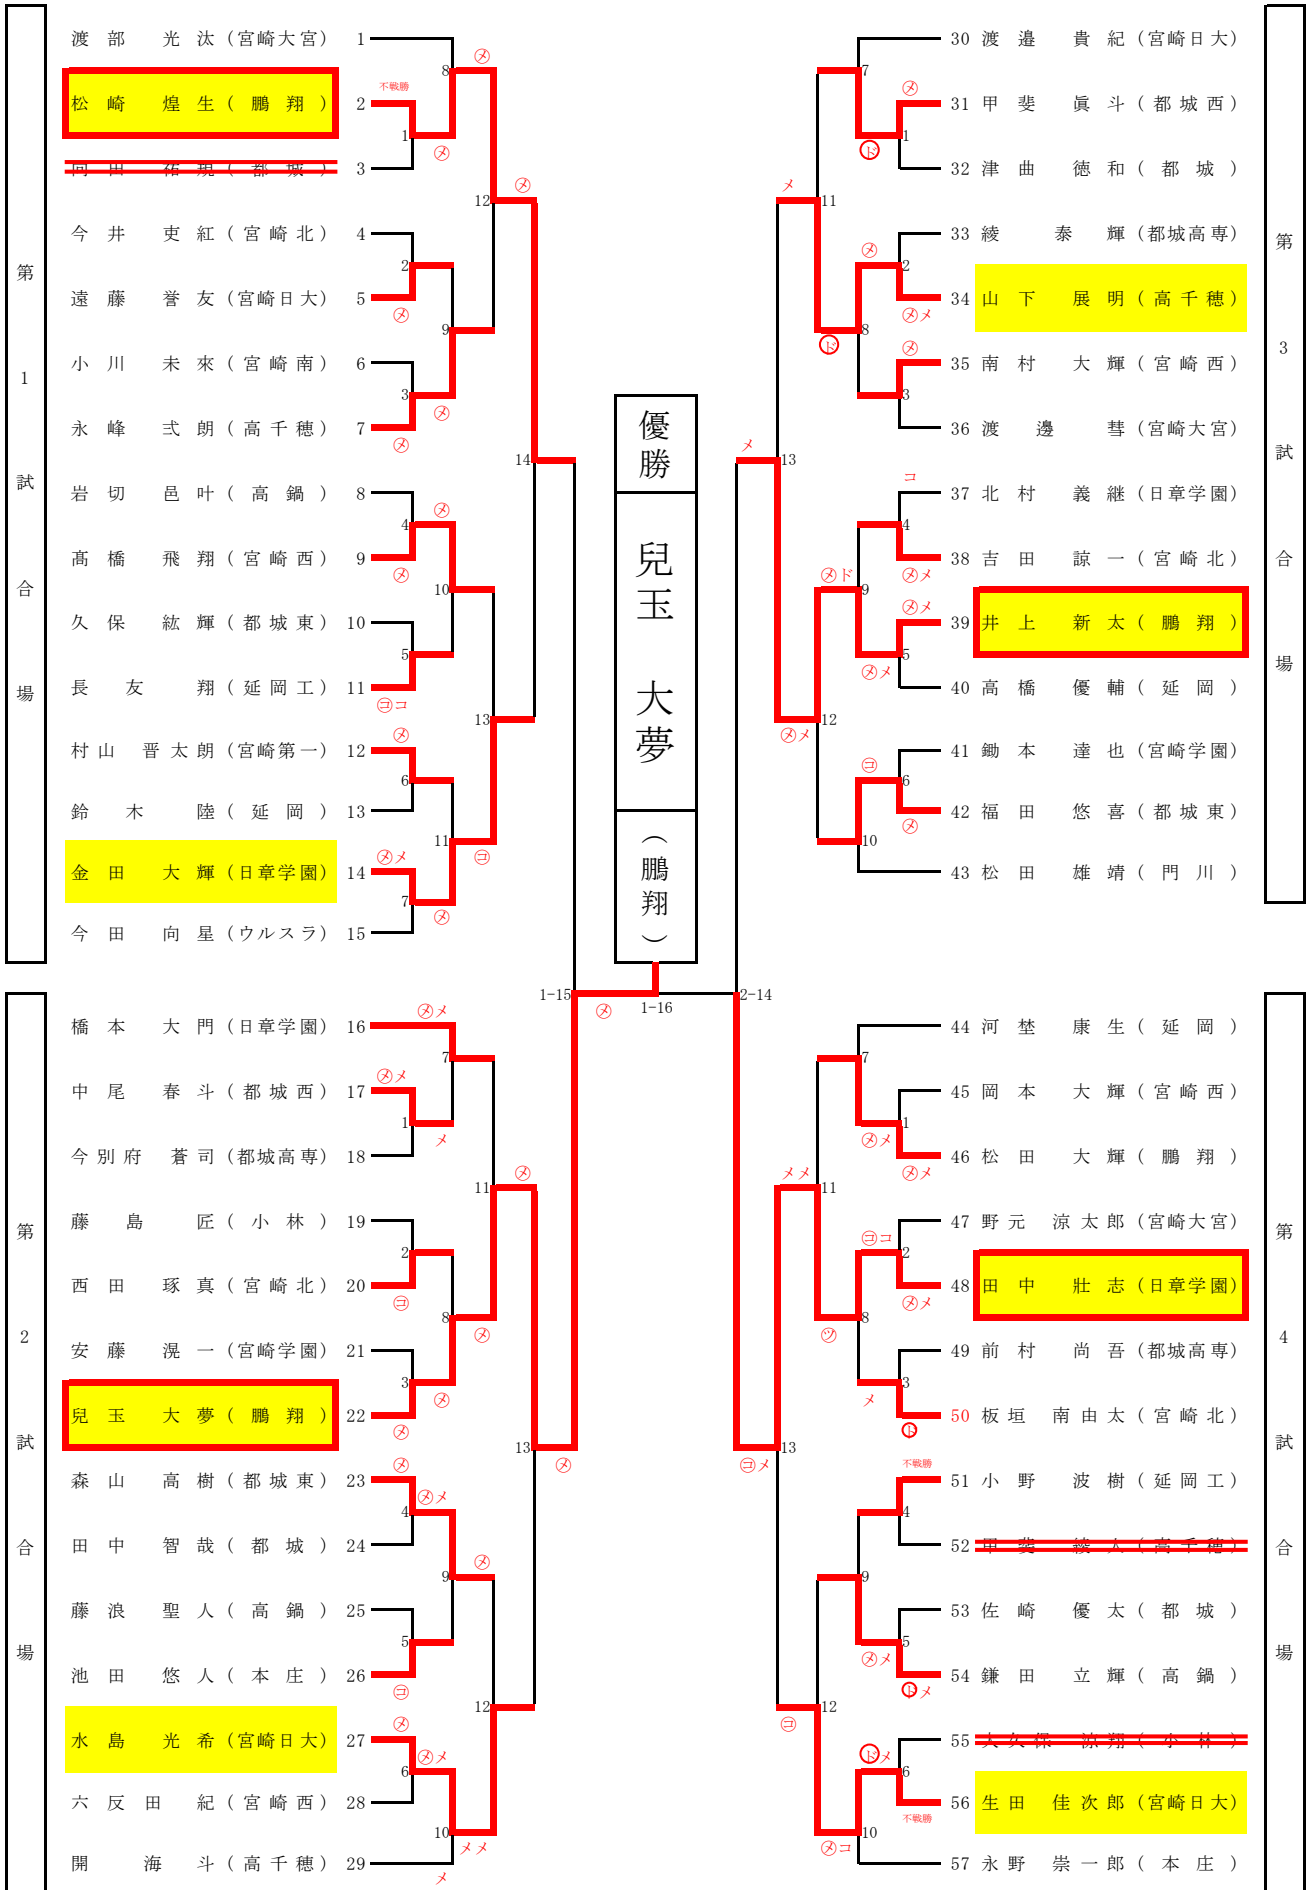 第1試合場
渡部 光汰(宮崎大宮) 1
松崎 煌生(鵬翔) 2 不戦勝
向田 祐現(都城) 3
今井 吏紅(宮崎北) 4
遠藤 誉友(宮崎日大) 5
小川 未來(宮崎南) 6
永峰 弌朗(高千穂) 7
岩切 邑叶(高鍋) 8
髙橋 飛翔(宮崎西) 9
久保 紘輝(都城東) 10
長友 翔(延岡工) 11
村山 晋太朗(宮崎第一) 12
鈴木 陸(延岡) 13
金田 大輝(日章学園) 14
今田 向星(ウルスラ) 15
第2試合場
橋本 大門(日章学園) 16
中尾 春斗(都城西) 17
今別府 蒼司(都城高専) 18
藤島 匠(小林) 19
西田 琢真(宮崎北) 20
安藤 滉一(宮崎学園) 21
兒玉 大夢(鵬翔) 22
森山 高樹(都城東) 23
田中 智哉(都城) 24
藤浪 聖人(高鍋) 25
池田 悠人(本庄) 26
水島 光希(宮崎日大) 27
六反田 紀(宮崎西) 28
開 海斗(高千穂) 29
優勝
兒玉 大夢
(鵬翔)
1-15
1-16
2-14
第3試合場
30 渡邉 貴紀(宮崎日大)
31 甲斐 眞斗(都城西)
32 津曲 徳和(都城)
33 綾 泰輝(都城高専)
34 山下 展明(高千穂)
35 南村 大輝(宮崎西)
36 渡邊 彗(宮崎大宮)
37 北村 義継(日章学園)
38 吉田 諒一(宮崎北)
39 井上 新太(鵬翔)
40 高橋 優輔(延岡)
41 鋤本 達也(宮崎学園)
42 福田 悠喜(都城東)
43 松田 雄靖(門川)
第4試合場
44 河埜 康生(延岡)
45 岡本 大輝(宮崎西)
46 松田 大輝(鵬翔)
47 野元 涼太郎(宮崎大宮)
48 田中 壯志(日章学園)
49 前村 尚吾(都城高専)
50 板垣 南由太(宮崎北)
51 小野 波樹(延岡工) 不戦勝
52 甲斐 綾人(高千穂)
53 佐崎 優太(都城)
54 鎌田 立輝(高鍋)
55 大久保 諒翔(小林)
56 生田 佳次郎(宮崎日大) 不戦勝
57 永野 崇一郎(本庄)